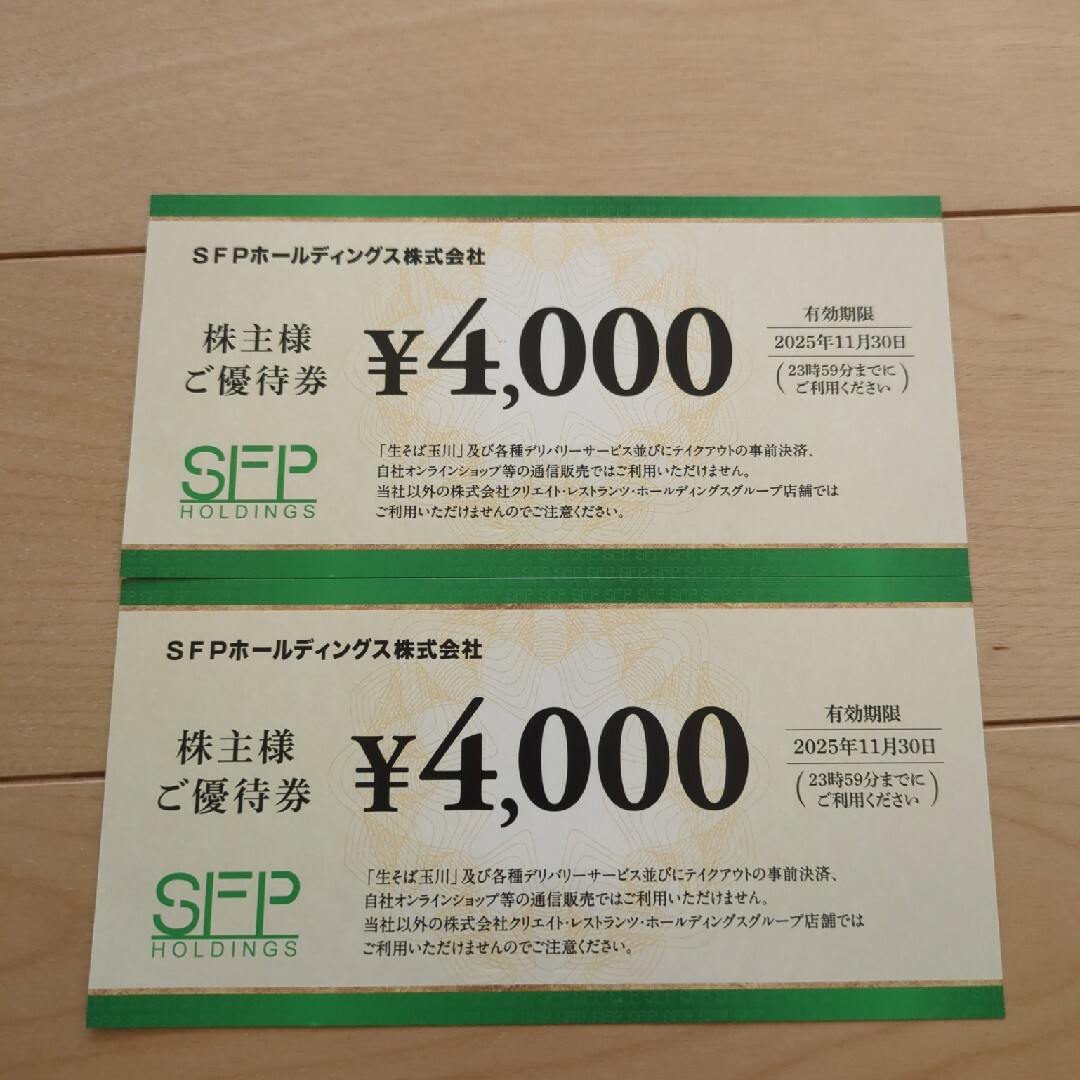 SFPホールディングス株式会社
株主様
ご優待券
¥4,000
有効期限
2025年11月30日
(23時59分までに
ご利用ください)
「生そば玉川」及び各種デリバリーサービス並びにテイクアウトの事前決済、
自社オンラインショップ等の通信販売ではご利用いただけません。
当社以外の株式会社クリエイト・レストランツ・ホールディングスグループ店舗では
ご利用いただけませんのでご注意ください。
SFP
HOLDINGS
SFPホールディングス株式会社
株主様
ご優待券
¥4,000
有効期限
2025年11月30日
(23時59分までに
ご利用ください)
「生そば玉川」及び各種デリバリーサービス並びにテイクアウトの事前決済、
自社オンラインショップ等の通信販売ではご利用いただけません。
当社以外の株式会社クリエイト・レストランツ・ホールディングスグループ店舗では
ご利用いただけませんのでご注意ください。
SFP
HOLDINGS